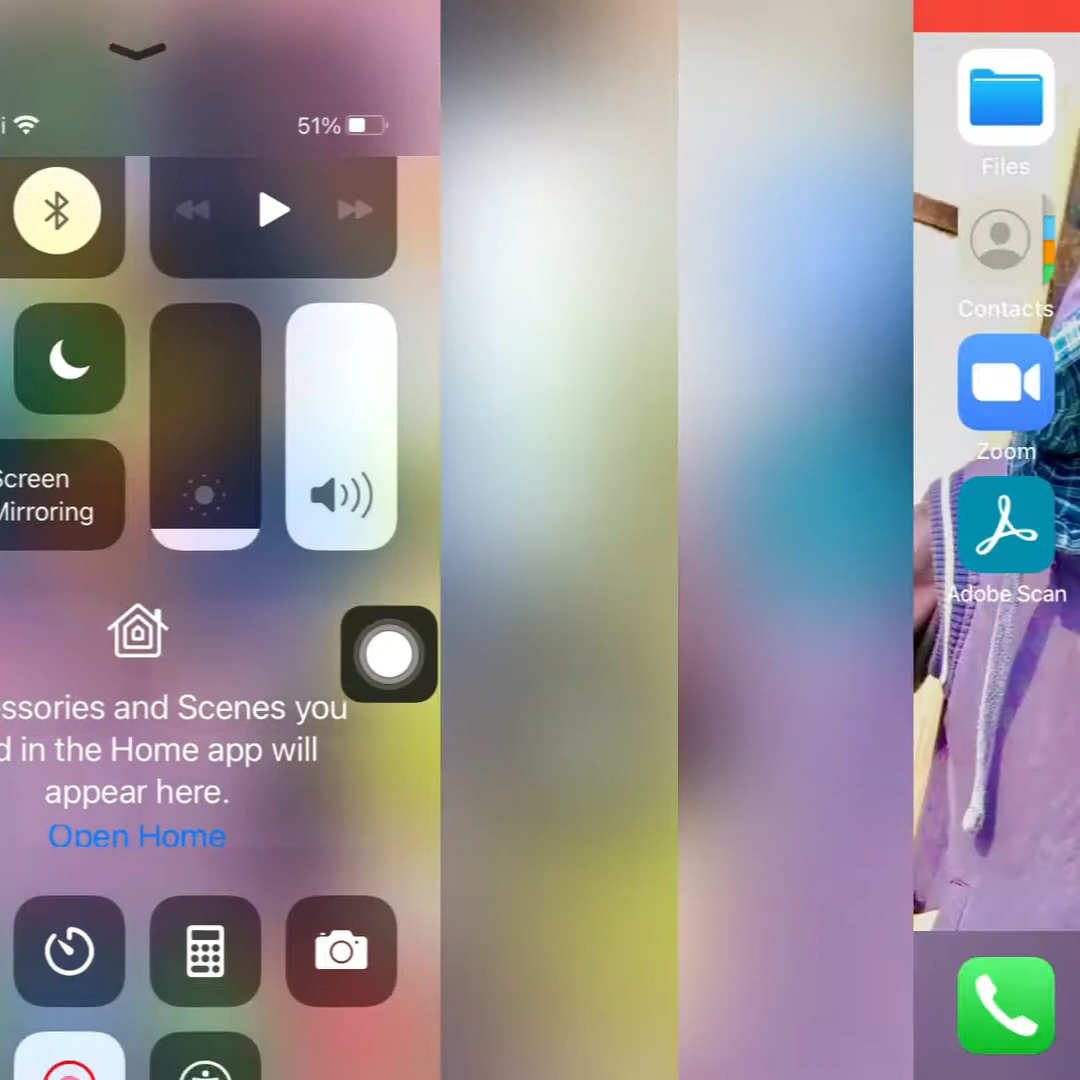 51%
Screen
Mirroring
ssories and Scenes you
d in the Home app will
appear here.
Open Home
Files
Contacts
Zoom
Adobe Scan